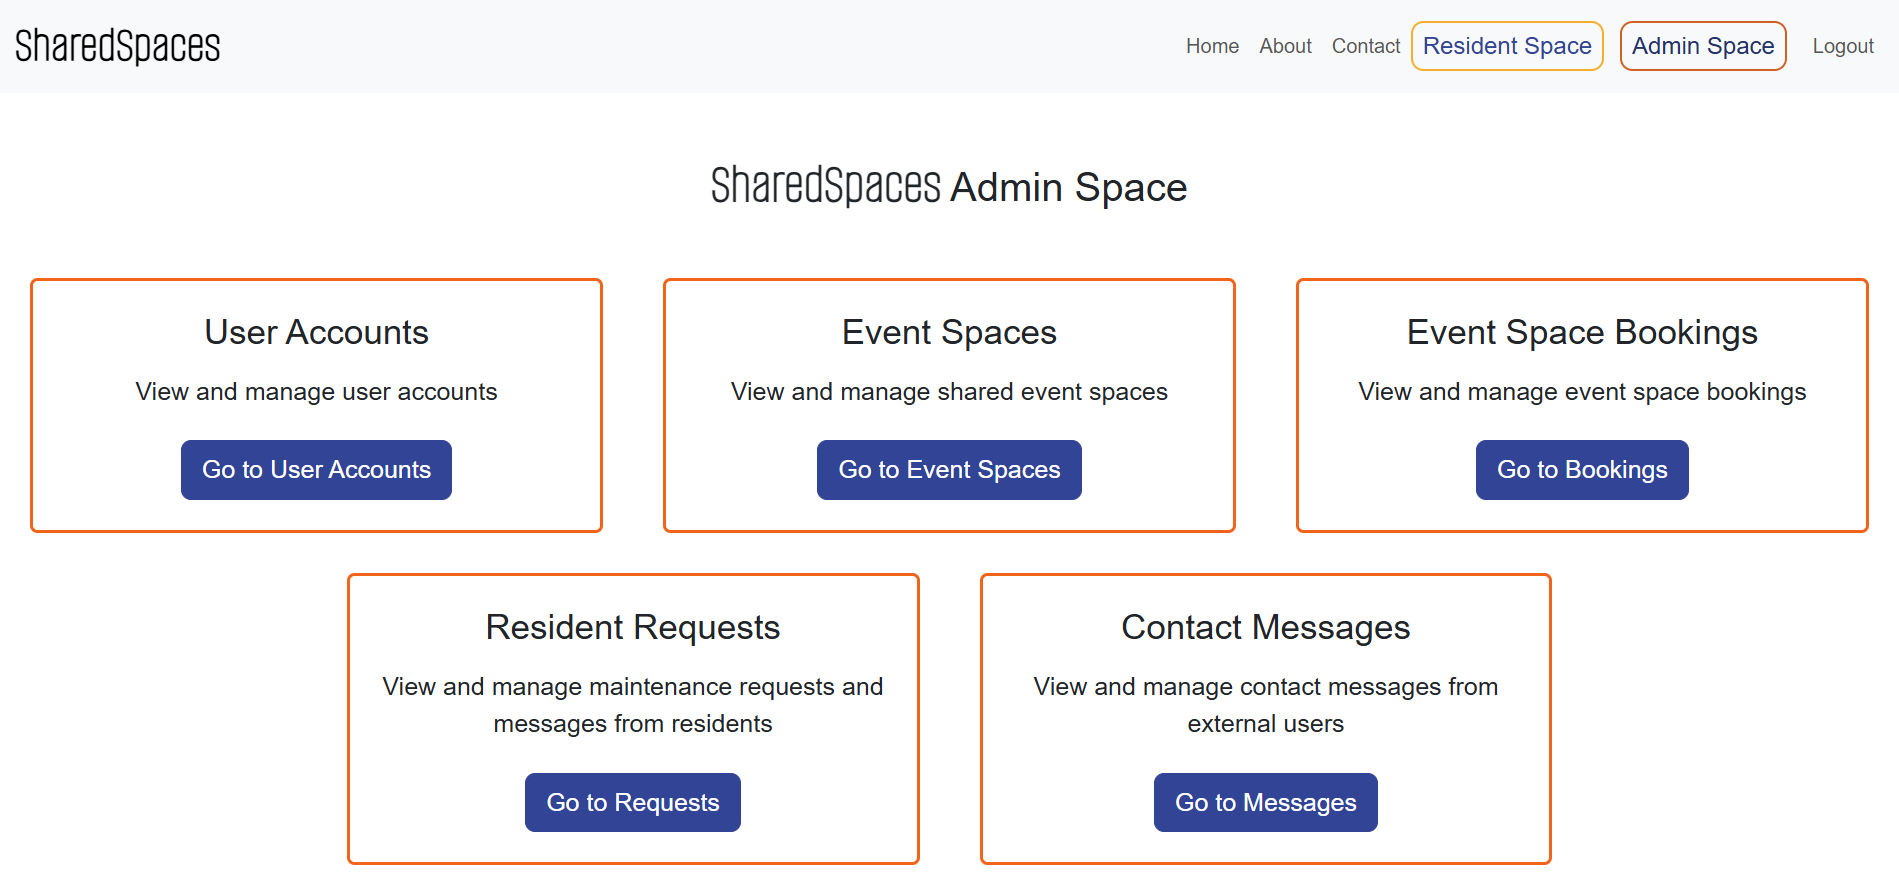 SharedSpaces
Home About Contact Resident Space Admin Space Logout
SharedSpaces Admin Space
User Accounts
View and manage user accounts
Go to User Accounts
Event Spaces
View and manage shared event spaces
Go to Event Spaces
Event Space Bookings
View and manage event space bookings
Go to Bookings
Resident Requests
View and manage maintenance requests and
messages from residents
Go to Requests
Contact Messages
View and manage contact messages from
external users
Go to Messages